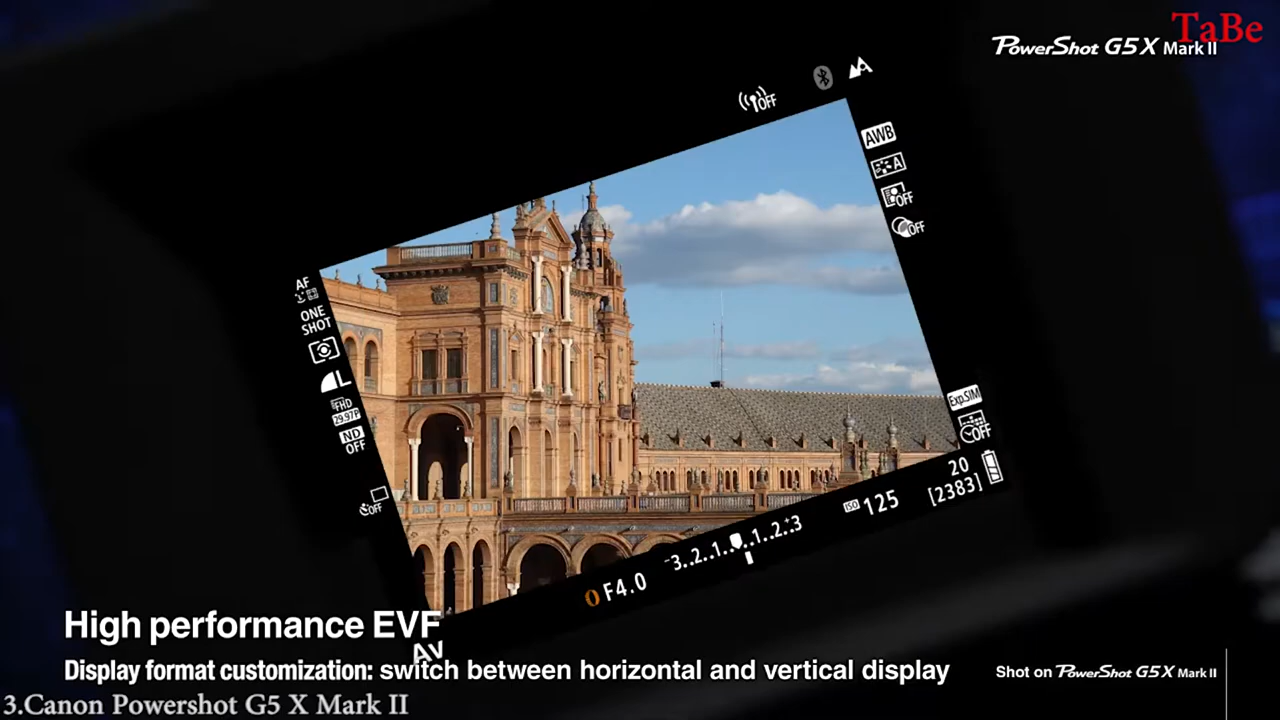 TaBe
PowerShot G5 X Mark II
OFF
AWB
A
OFF
OFF
AF
ONE
SHOT
L
FHD
29.97P
ND
OFF
OFF
Exp.SIM
OFF
20
[2383]
ISO 125
-3..2..1..0..1..2..+3
F4.0
Av
High performance EVF
Display format customization: switch between horizontal and vertical display
Shot on PowerShot G5 X Mark II
3.Canon Powershot G5 X Mark II